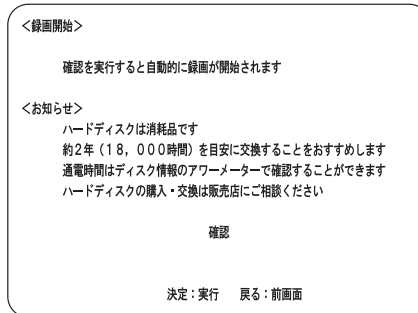 ＜録画開始＞
確認を実行すると自動的に録画が開始されます
＜お知らせ＞
ハードディスクは消耗品です
約２年（１８，０００時間）を目安に交換することをおすすめします
通電時間はディスク情報のアワーメーターで確認することができます
ハードディスクの購入・交換は販売店にご相談ください
確認
決定：実行　戻る：前画面